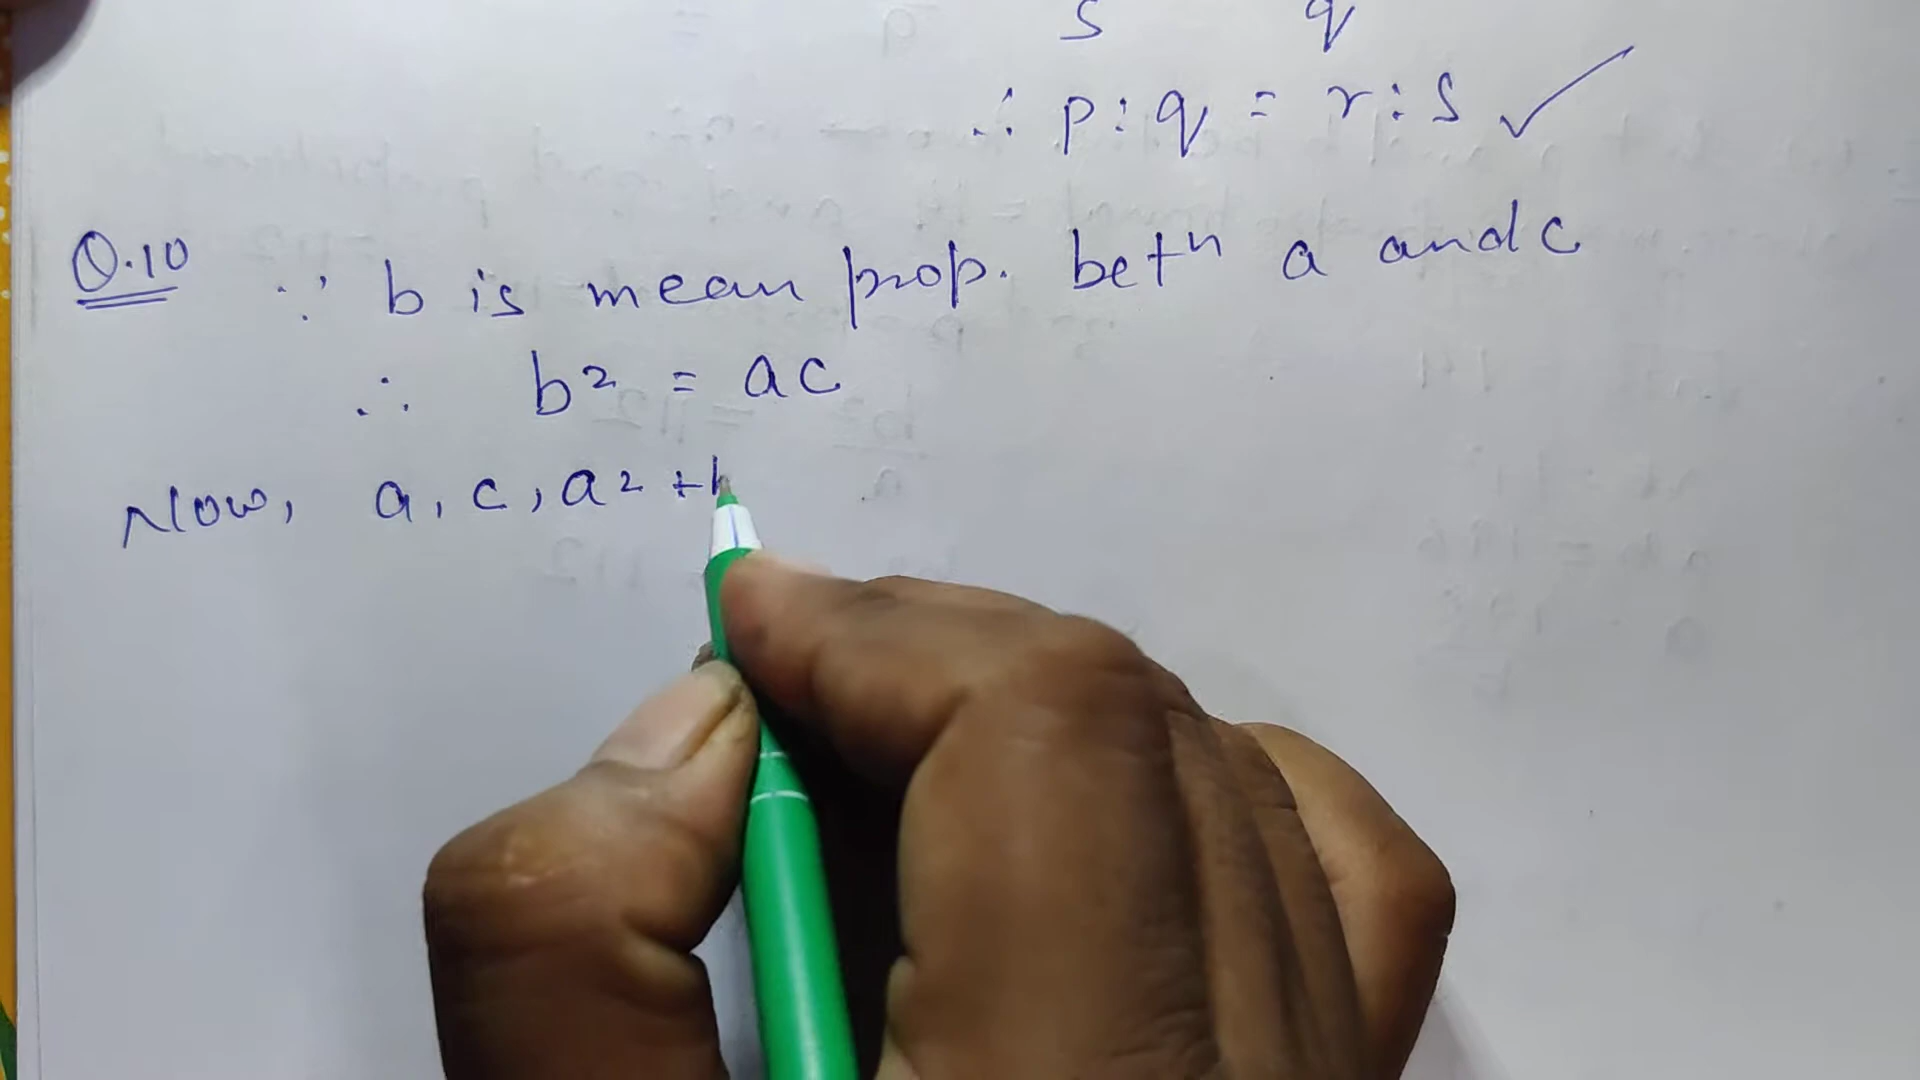 s q
∴ p : q = r : s ✓
Q.10 ∵ b is mean prop. betⁿ a and c
∴ b² = ac
Now, a, c, a² +